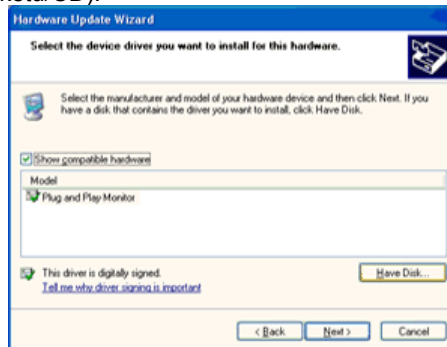 Hardware Update Wizard
Select the device driver you want to install for this hardware.
Select the manufacturer and model of your hardware device and then click Next. If you
have a disk that contains the driver you want to install, click Have Disk.
Show compatible hardware
Model
Plug and Play Monitor
This driver is digitally signed.
Tell me why driver signing is important
Have Disk...
< Back
Next >
Cancel